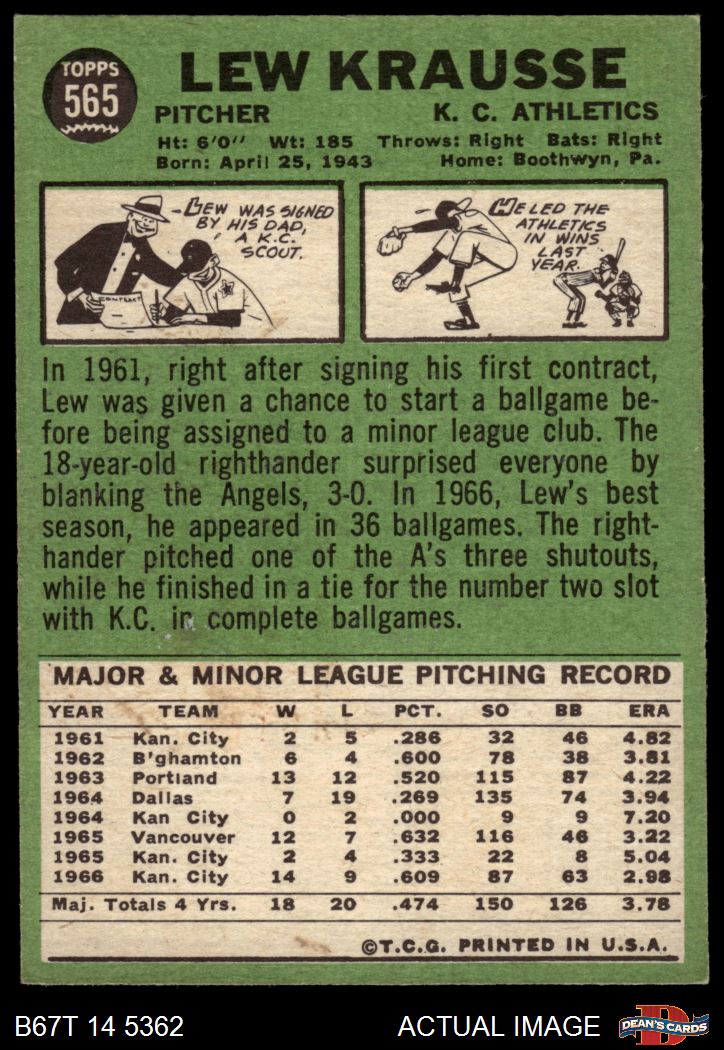 TOPPS
565
LEW KRAUSSE
PITCHER K. C. ATHLETICS
Ht: 6'0" Wt: 185 Throws: Right Bats: Right
Born: April 25, 1943 Home: Boothwyn, Pa.
LEW WAS SIGNED
BY HIS DAD,
A K.C.
SCOUT.
CONTRACT
HE LED THE
ATHLETICS
IN WINS
LAST
YEAR.
In 1961, right after signing his first contract,
Lew was given a chance to start a ballgame be-
fore being assigned to a minor league club. The
18-year-old righthander surprised everyone by
blanking the Angels, 3-0. In 1966, Lew's best
season, he appeared in 36 ballgames. The right-
hander pitched one of the A's three shutouts,
while he finished in a tie for the number two slot
with K.C. in complete ballgames.
MAJOR & MINOR LEAGUE PITCHING RECORD
YEAR TEAM W L PCT. SO BB ERA
1961 Kan. City 2 5 .286 32 46 4.82
1962 B'ghamton 6 4 .600 78 38 3.81
1963 Portland 13 12 .520 115 87 4.22
1964 Dallas 7 19 .269 135 74 3.94
1964 Kan City 0 2 .000 9 9 7.20
1965 Vancouver 12 7 .632 116 46 3.22
1965 Kan. City 2 4 .333 22 8 5.04
1966 Kan. City 14 9 .609 87 63 2.98
Maj. Totals 4 Yrs. 18 20 .474 150 126 3.78
©T.C.G. PRINTED IN U.S.A.
B67T 14 5362 ACTUAL IMAGE
D
DEAN'S CARDS